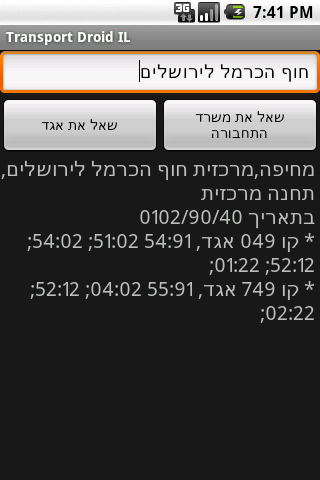 7:41 PM
Transport Droid IL
חוף הכרמל לירושלים
שאל את משרד התחבורה
שאל את אגד
מחיפה,מרכזית חוף הכרמל לירושלים,
תחנה מרכזית
בתאריך 0102/90/40
* קו 049 אגד, 54:91 51:02; 54:02;
52:12; 01:22;
* קו 749 אגד, 55:91 04:02; 52:12;
02:22;